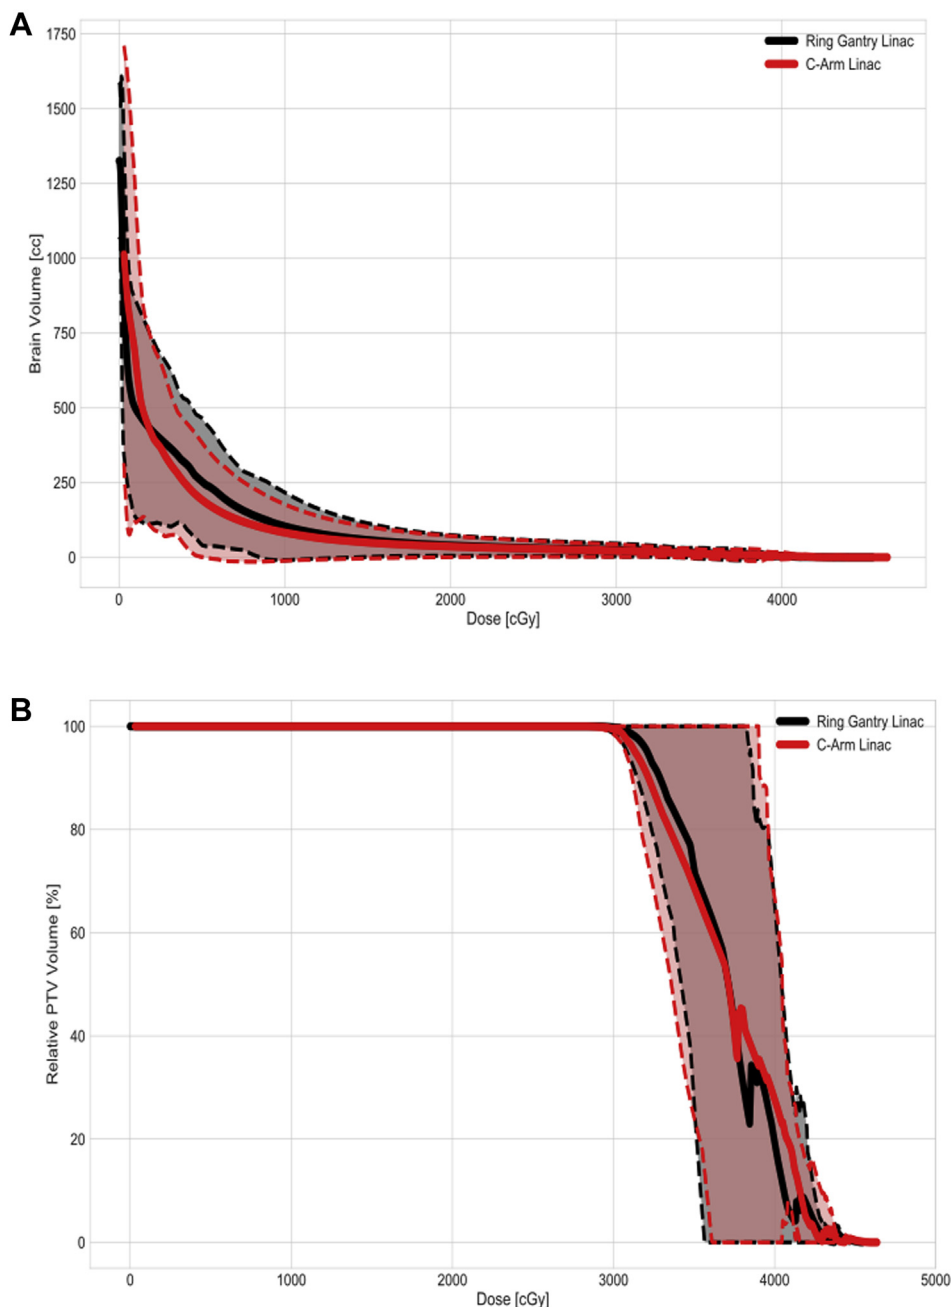 A
1750
1500
1250
1000
750
500
250
0
Brain Volume [cc]
Ring Gantry Linac
C-Arm Linac
0 1000 2000 3000 4000
Dose [cGy]
B
100
80
60
40
20
0
Relative PTV Volume [%]
Ring Gantry Linac
C-Arm Linac
0 1000 2000 3000 4000 5000
Dose [cGy]